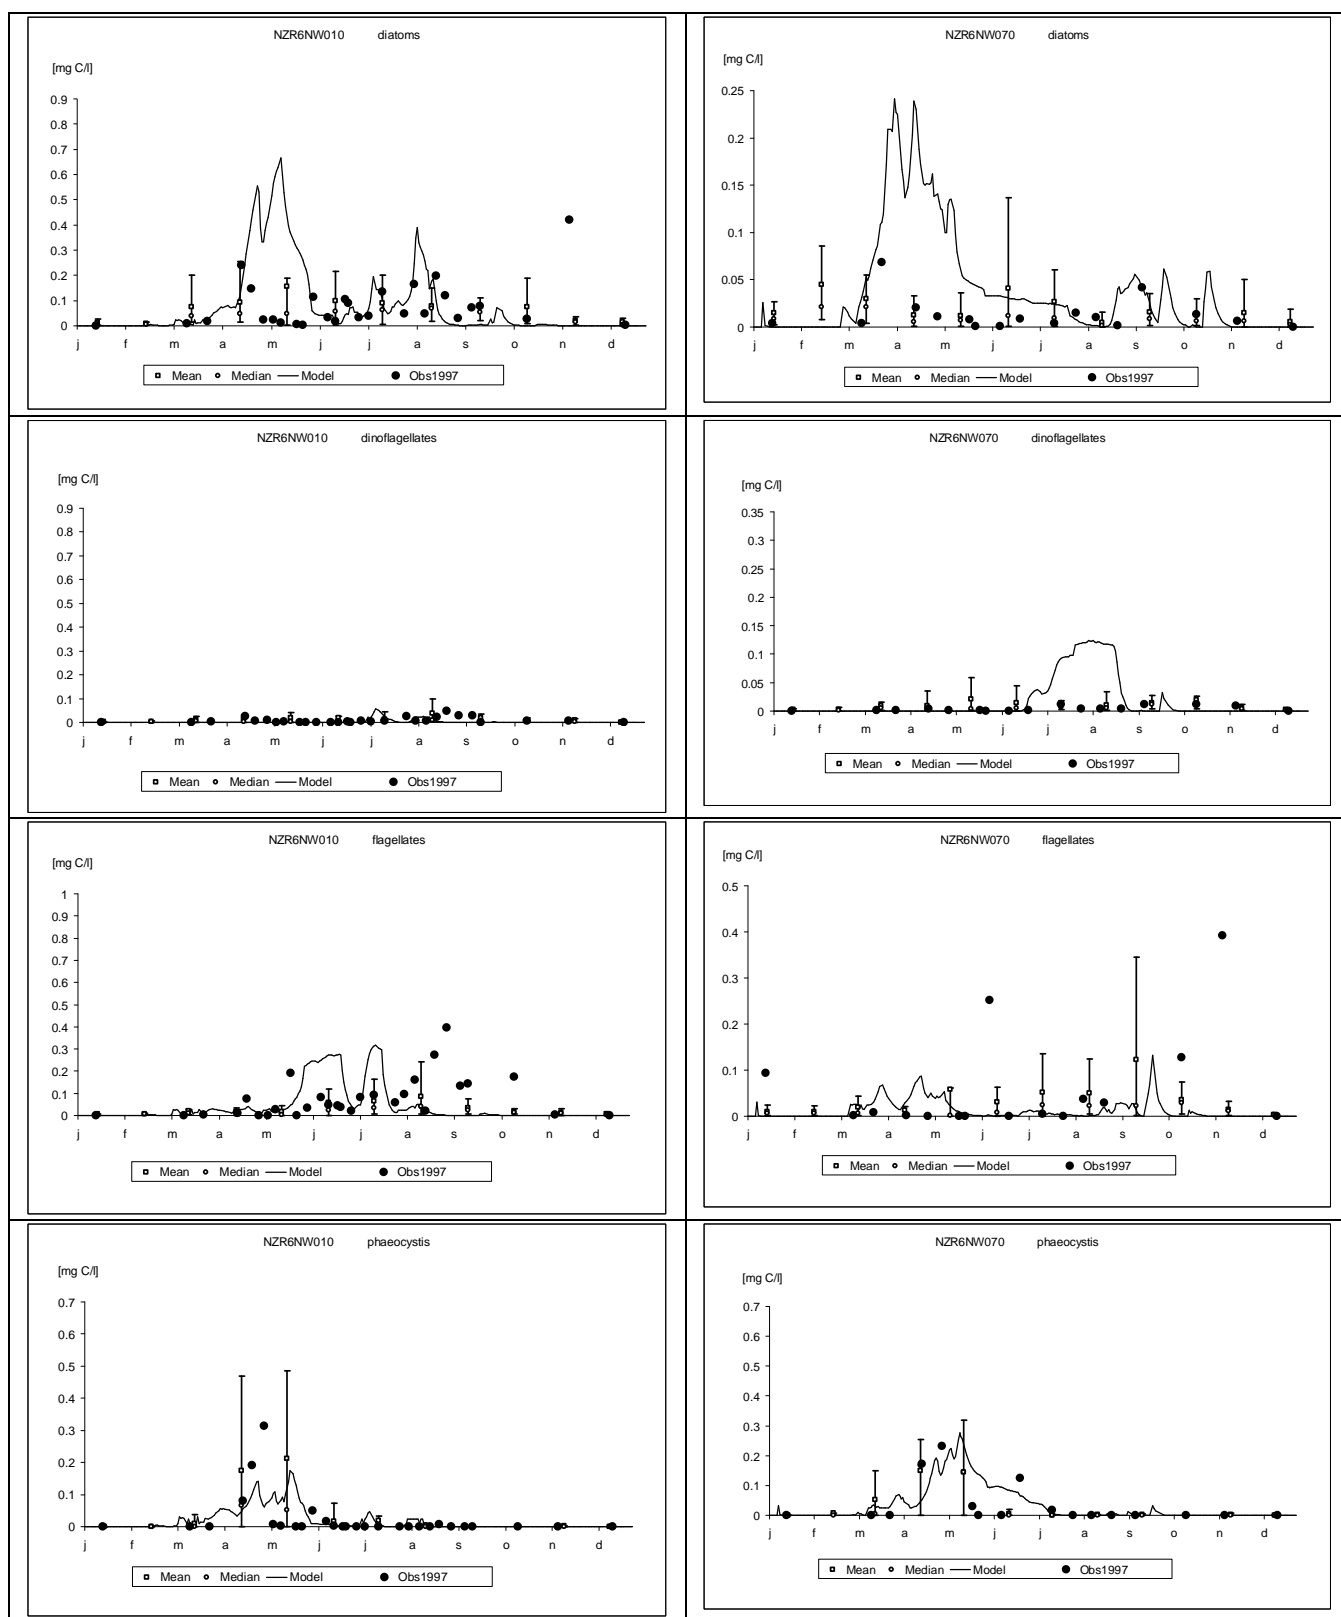 NZR6NW010 diatoms
[mg C/l]
0.9
0.8
0.7
0.6
0.5
0.4
0.3
0.2
0.1
0
j f m a m j j a s o n d
Mean Median Model Obs1997
NZR6NW070 diatoms
[mg C/l]
0.25
0.2
0.15
0.1
0.05
0
j f m a m j j a s o n d
Mean Median Model Obs1997
NZR6NW010 dinoflagellates
[mg C/l]
0.9
0.8
0.7
0.6
0.5
0.4
0.3
0.2
0.1
0
j f m a m j j a s o n d
Mean Median Model Obs1997
NZR6NW070 dinoflagellates
[mg C/l]
0.35
0.3
0.25
0.2
0.15
0.1
0.05
0
j f m a m j j a s o n d
Mean Median Model Obs1997
NZR6NW010 flagellates
[mg C/l]
1
0.9
0.8
0.7
0.6
0.5
0.4
0.3
0.2
0.1
0
j f m a m j j a s o n d
Mean Median Model Obs1997
NZR6NW070 flagellates
[mg C/l]
0.5
0.4
0.3
0.2
0.1
0
j f m a m j j a s o n d
Mean Median Model Obs1997
NZR6NW010 phaeocystis
[mg C/l]
0.7
0.6
0.5
0.4
0.3
0.2
0.1
0
j f m a m j j a s o n d
Mean Median Model Obs1997
NZR6NW070 phaeocystis
[mg C/l]
0.7
0.6
0.5
0.4
0.3
0.2
0.1
0
j f m a m j j a s o n d
Mean Median Model Obs1997